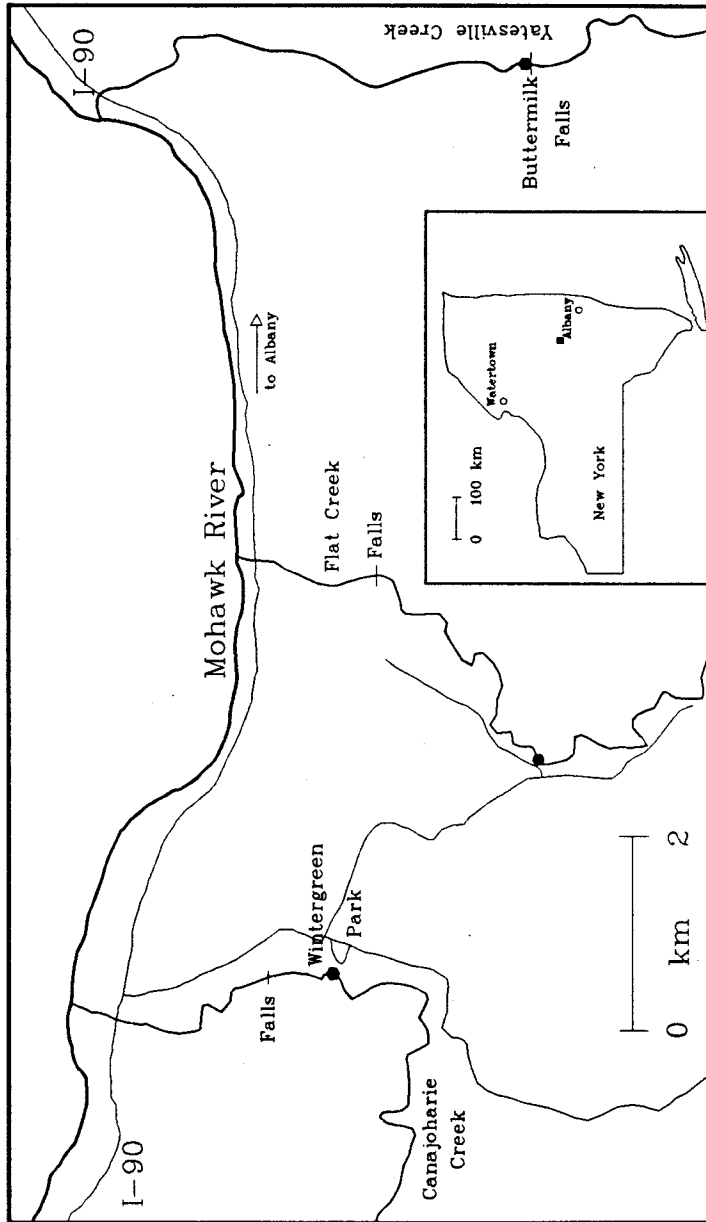 I-90
Mohawk River
I-90
to Albany
Falls
Wintergreen
Park
Canajoharie
Creek
Flat Creek
Falls
Yatesville Creek
Buttermilk
Falls
0 km 2
0 100 km
Watertown
Albany
New York